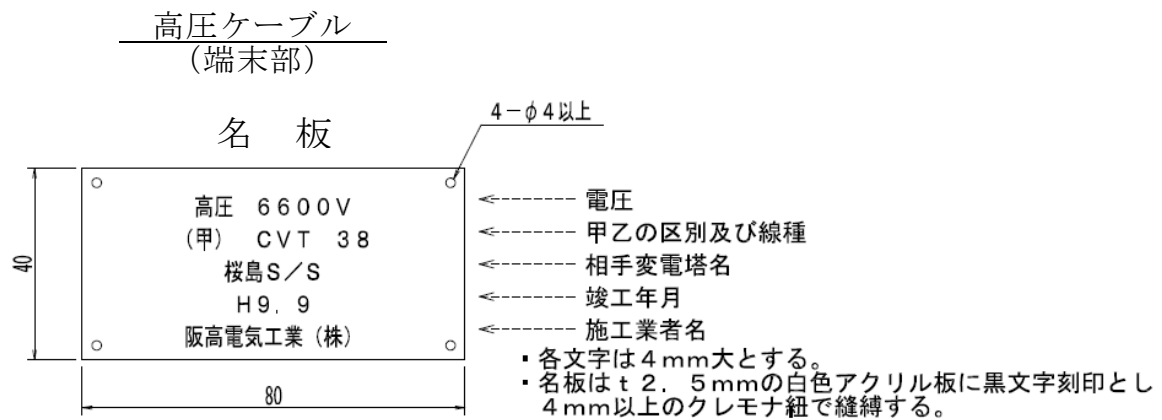 高圧ケーブル
(端末部)
名 板
4－φ4以上
高圧 6600V
(甲) CVT 38
桜島S／S
H9．9
阪高電気工業(株)
40
80
電圧
甲乙の区別及び線種
相手変電塔名
竣工年月
施工業者名
・各文字は4mm大とする。
・名板はt2．5mmの白色アクリル板に黒文字刻印とし
4mm以上のクレモナ紐で縫縛する。